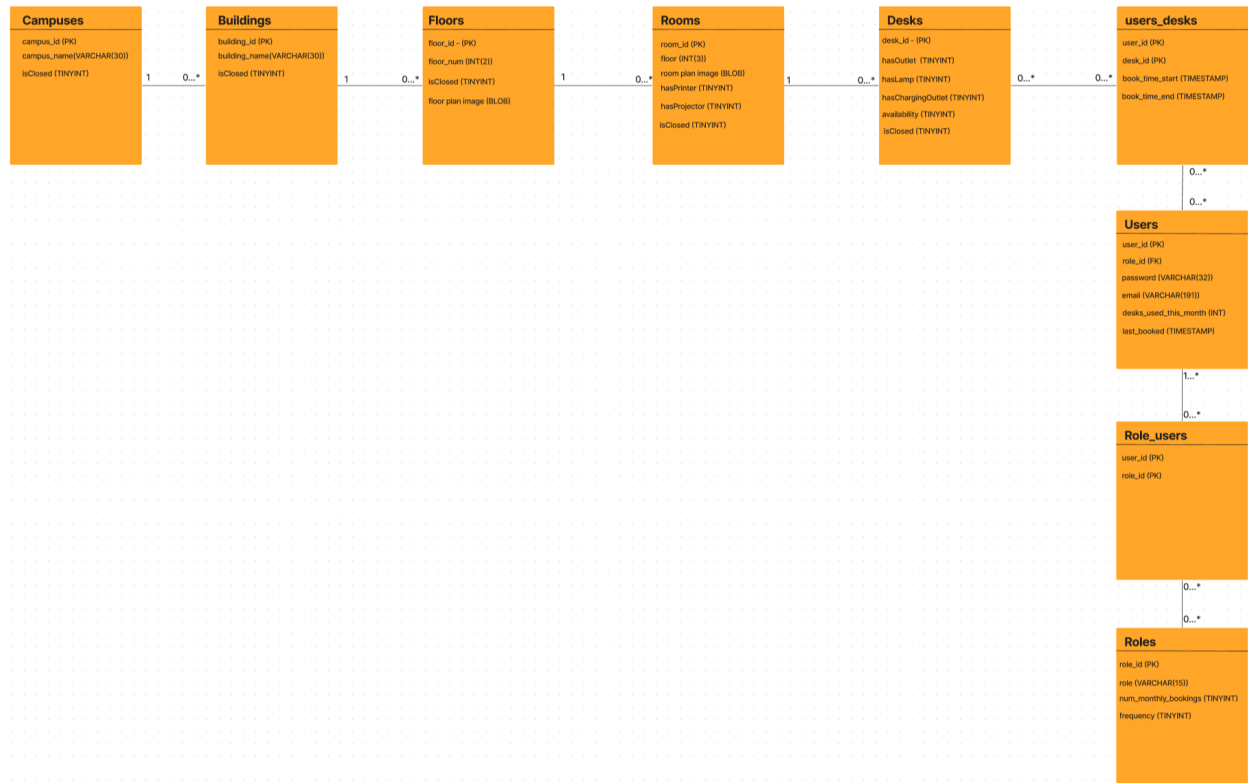 Campuses
campus_id (PK)
campus_name(VARCHAR(30))
isClosed (TINYINT)
1
0...*
Buildings
building_id (PK)
building_name(VARCHAR(30))
isClosed (TINYINT)
1
0...*
Floors
floor_id - (PK)
floor_num (INT(2))
isClosed (TINYINT)
floor plan image (BLOB)
1
0...*
Rooms
room_id (PK)
floor (INT(3))
room plan image (BLOB)
hasPrinter (TINYINT)
hasProjector (TINYINT)
isClosed (TINYINT)
1
0...*
Desks
desk_id - (PK)
hasOutlet (TINYINT)
hasLamp (TINYINT)
hasChargingOutlet (TINYINT)
availability (TINYINT)
isClosed (TINYINT)
0...*
0...*
users_desks
user_id (PK)
desk_id (PK)
book_time_start (TIMESTAMP)
book_time_end (TIMESTAMP)
0...*
0...*
Users
user_id (PK)
role_id (FK)
password (VARCHAR(32))
email (VARCHAR(191))
desks_used_this_month (INT)
last_booked (TIMESTAMP)
1...*
0...*
Role_users
user_id (PK)
role_id (PK)
0...*
0...*
Roles
role_id (PK)
role (VARCHAR(15))
num_monthly_bookings (TINYINT)
frequency (TINYINT)